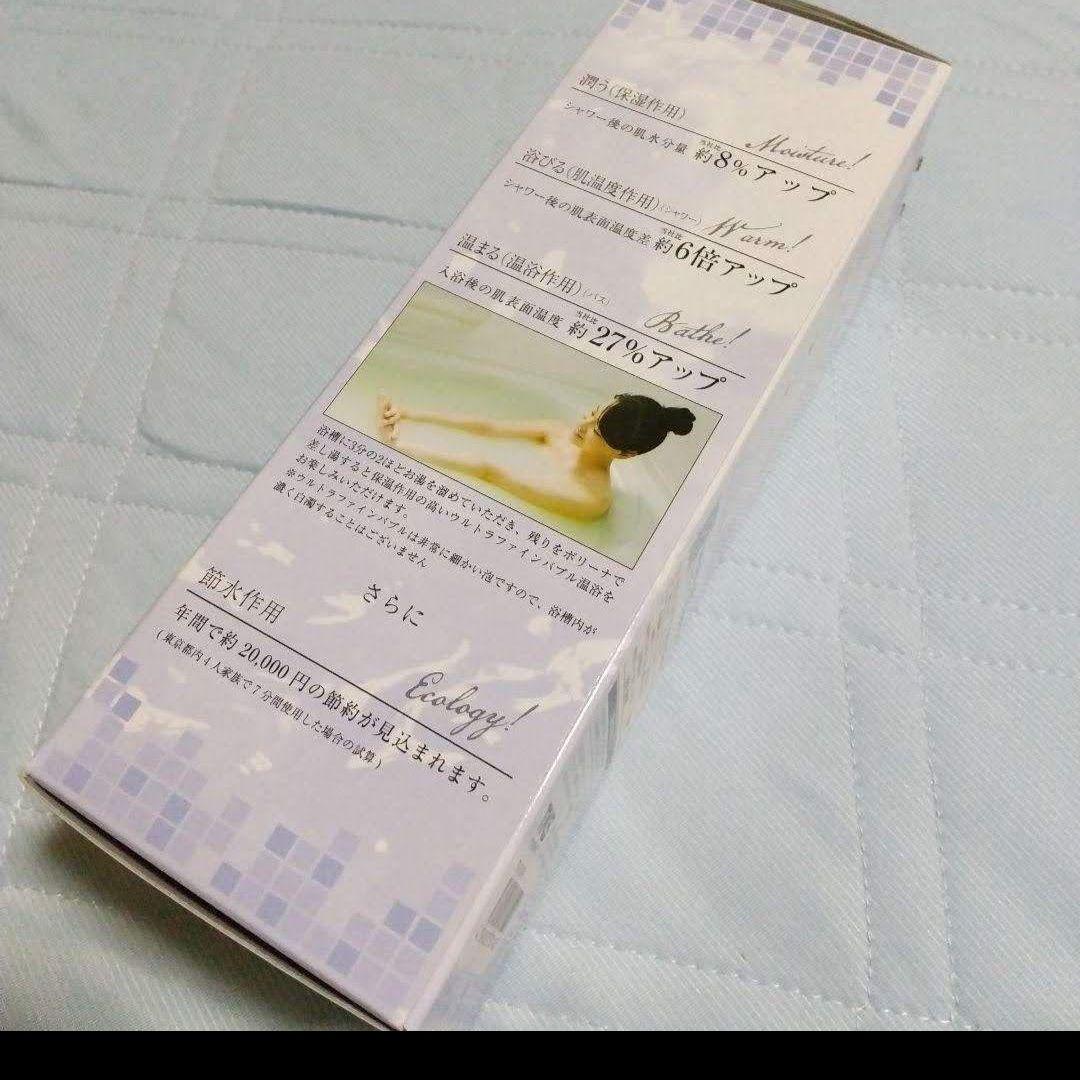 潤う(保湿作用)
Moisture!
シャワー後の肌水分量 当社比 約8%アップ
浴びる(肌温度作用)(シャワー)
Warm!
シャワー後の肌表面温度差 当社比 約6倍アップ
温まる(温浴作用)(バス)
Bathe!
入浴後の肌表面温度 当社比 約27%アップ
浴槽に3分の2ほどお湯を溜めていただき、残りをボリーナで
差し湯すると保温作用の高いウルトラファインバブル温浴を
お楽しみいただけます。
※ウルトラファインバブルは非常に細かい泡ですので、浴槽内が
濃く白濁することはございません
さらに
節水作用
Ecology!
年間で約20,000円の節約が見込まれます。
(東京都内4人家族で7分間使用した場合の試算)